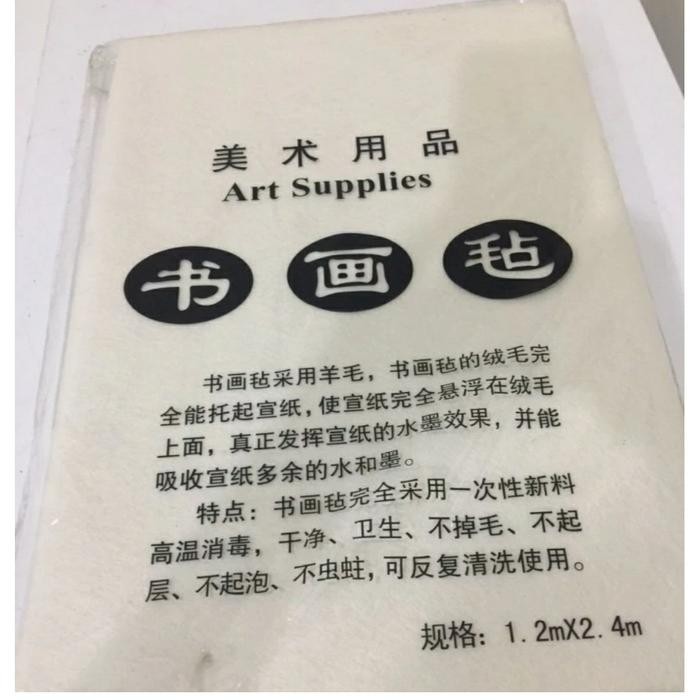 美术用品
Art Supplies
书画毡
书画毡采用羊毛，书画毡的绒毛完
全能托起宣纸，使宣纸完全悬浮在绒毛
上面，真正发挥宣纸的水墨效果，并能
吸收宣纸多余的水和墨。
特点：书画毡完全采用一次性新料
高温消毒，干净、卫生、不掉毛、不起
层、不起泡、不虫蛀，可反复清洗使用。
规格：1.2mX2.4m